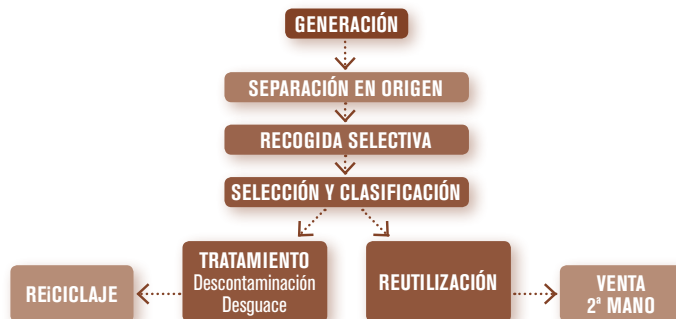 GENERACIÓN
SEPARACIÓN EN ORIGEN
RECOGIDA SELECTIVA
SELECCIÓN Y CLASIFICACIÓN
TRATAMIENTO
Descontaminación
Desguace
REUTILIZACIÓN
REiCICLAJE
VENTA
2ª MANO